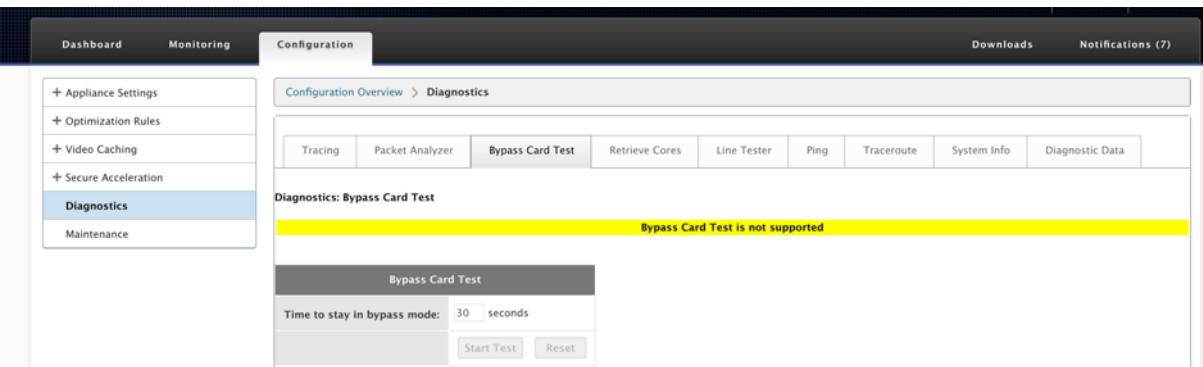 Dashboard Monitoring Configuration Downloads Notifications (7)
+ Appliance Settings
+ Optimization Rules
+ Video Caching
+ Secure Acceleration
Diagnostics
Maintenance
Configuration Overview > Diagnostics
Tracing Packet Analyzer Bypass Card Test Retrieve Cores Line Tester Ping Traceroute System Info Diagnostic Data
Diagnostics: Bypass Card Test
Bypass Card Test is not supported
Bypass Card Test
Time to stay in bypass mode: 30 seconds
Start Test Reset